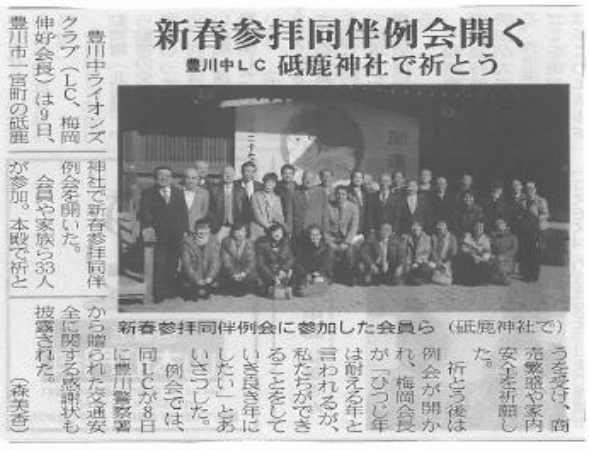 新春参拝同伴例会開く
豊川中LC 砥鹿神社で祈とう
豊川中ライオンズ
クラブ(LC、梅岡
伸好会長)は9日、
豊川市一宮町の砥鹿
神社で新春参拝同伴
例会を開いた。
会員や家族ら33人
が参加。本殿で祈と
うを受け、商
売繁盛や家内
安全を祈願し
た。
祈とう後は
例会が開か
れ、梅岡会長
が「ひつじ年
は耐える年と
言われるが、
私たちができ
ることをして
いき良き年に
したい」とあ
いさつした。
例会では、
同LCが8日
に豊川警察署
から贈られた交通安
全に関する感謝状も
披露された。
(森美香)
開運
二十七
新春参拝同伴例会に参加した会員ら(砥鹿神社で)